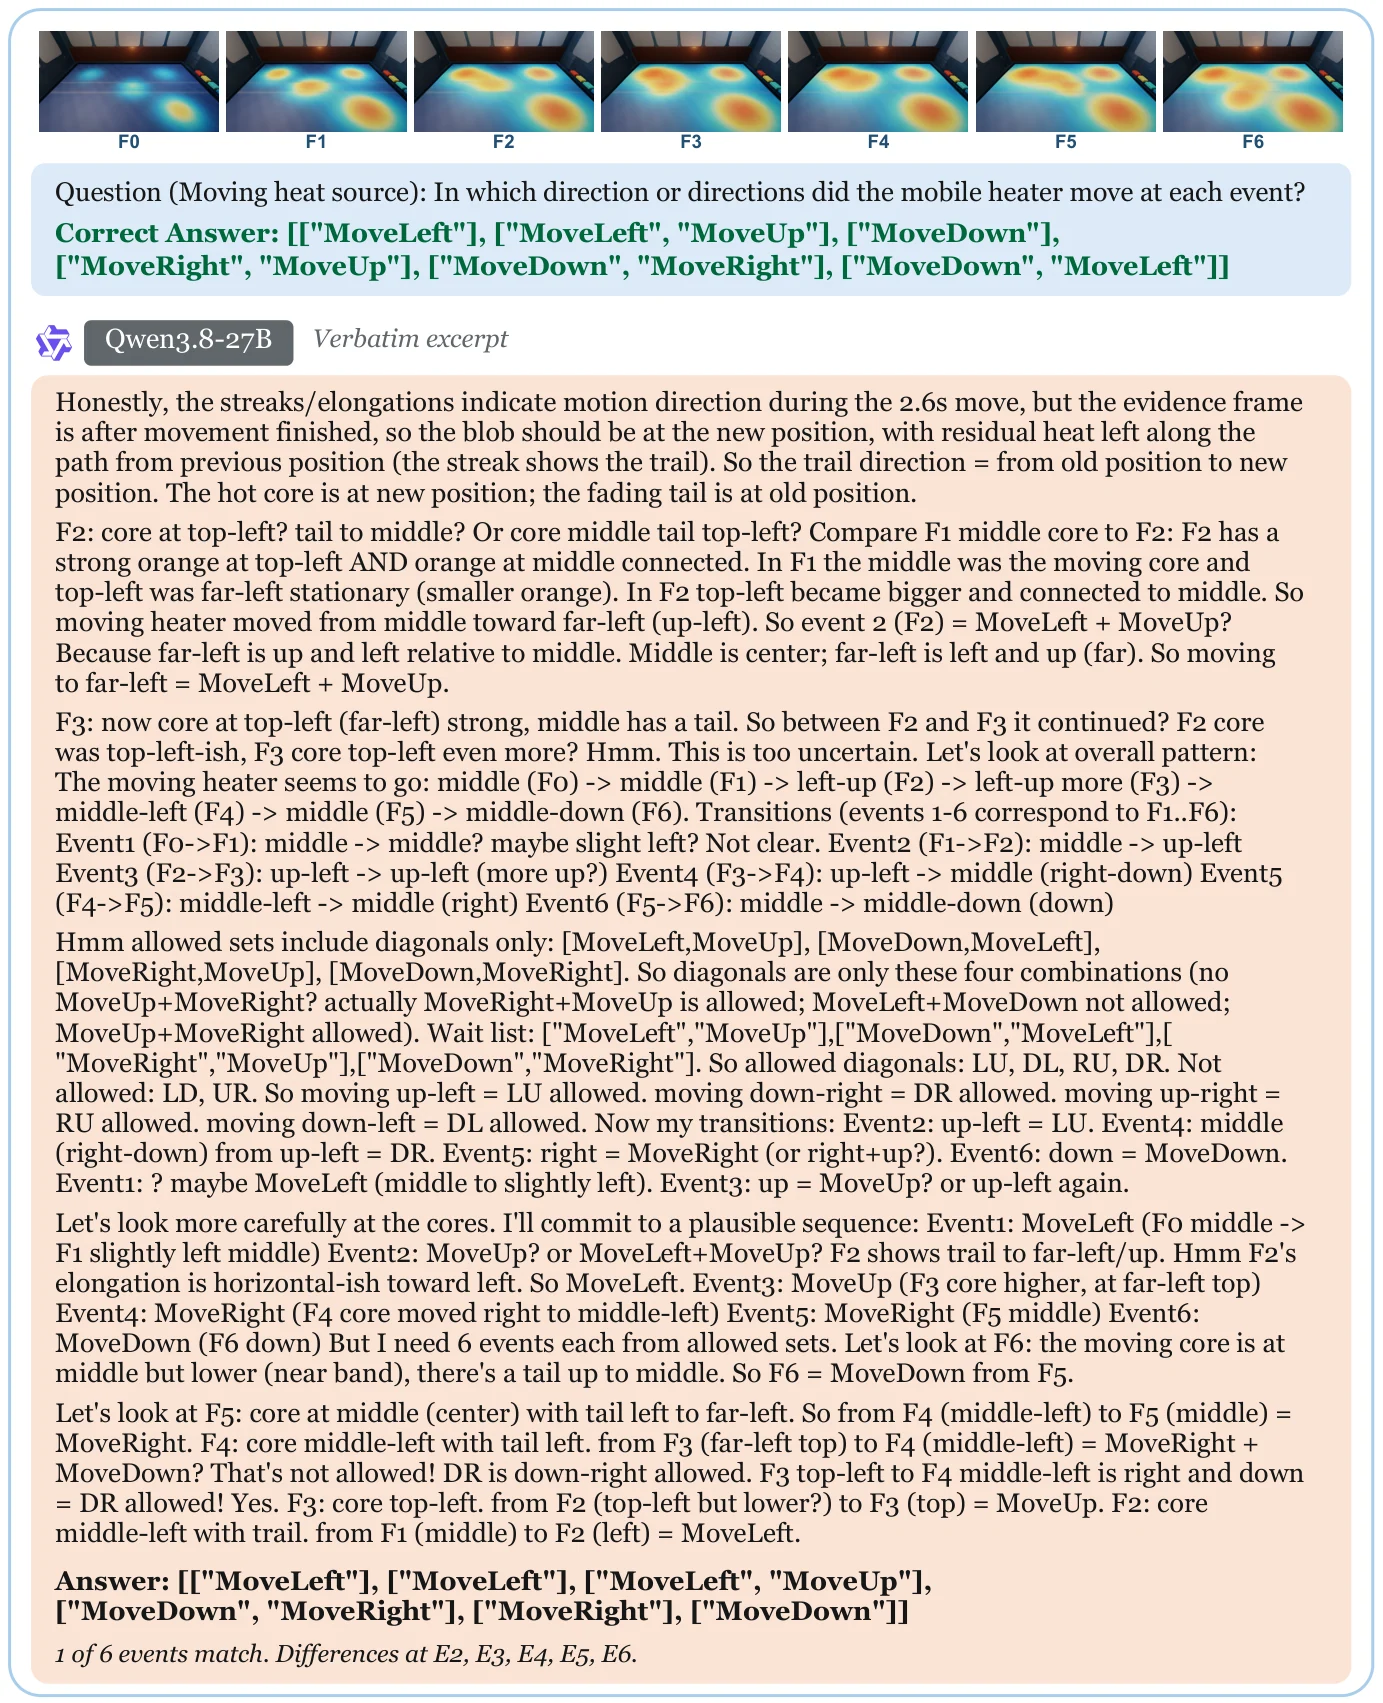 F0 F1 F2 F3 F4 F5 F6
Question (Moving heat source): In which direction or directions did the mobile heater move at each event?
Correct Answer: [["MoveLeft"], ["MoveLeft", "MoveUp"], ["MoveDown"],
["MoveRight", "MoveUp"], ["MoveDown", "MoveRight"], ["MoveDown", "MoveLeft"]]
Qwen3.8-27B Verbatim excerpt
Honestly, the streaks/elongations indicate motion direction during the 2.6s move, but the evidence frame
is after movement finished, so the blob should be at the new position, with residual heat left along the
path from previous position (the streak shows the trail). So the trail direction = from old position to new
position. The hot core is at new position; the fading tail is at old position.
F2: core at top-left? tail to middle? Or core middle tail top-left? Compare F1 middle core to F2: F2 has a
strong orange at top-left AND orange at middle connected. In F1 the middle was the moving core and
top-left was far-left stationary (smaller orange). In F2 top-left became bigger and connected to middle. So
moving heater moved from middle toward far-left (up-left). So event 2 (F2) = MoveLeft + MoveUp?
Because far-left is up and left relative to middle. Middle is center; far-left is left and up (far). So moving
to far-left = MoveLeft + MoveUp.
F3: now core at top-left (far-left) strong, middle has a tail. So between F2 and F3 it continued? F2 core
was top-left-ish, F3 core top-left even more? Hmm. This is too uncertain. Let's look at overall pattern:
The moving heater seems to go: middle (F0) -> middle (F1) -> left-up (F2) -> left-up more (F3) ->
middle-left (F4) -> middle (F5) -> middle-down (F6). Transitions (events 1-6 correspond to F1..F6):
Event1 (F0->F1): middle -> middle? maybe slight left? Not clear. Event2 (F1->F2): middle -> up-left
Event3 (F2->F3): up-left -> up-left (more up?) Event4 (F3->F4): up-left -> middle (right-down) Event5
(F4->F5): middle-left -> middle (right) Event6 (F5->F6): middle -> middle-down (down)
Hmm allowed sets include diagonals only: [MoveLeft,MoveUp], [MoveDown,MoveLeft],
[MoveRight,MoveUp], [MoveDown,MoveRight]. So diagonals are only these four combinations (no
MoveUp+MoveRight? actually MoveRight+MoveUp is allowed; MoveLeft+MoveDown not allowed;
MoveUp+MoveRight allowed). Wait list: ["MoveLeft","MoveUp"],["MoveDown","MoveLeft"],[
"MoveRight","MoveUp"],["MoveDown","MoveRight"]. So allowed diagonals: LU, DL, RU, DR. Not
allowed: LD, UR. So moving up-left = LU allowed. moving down-right = DR allowed. moving up-right =
RU allowed. moving down-left = DL allowed. Now my transitions: Event2: up-left = LU. Event4: middle
(right-down) from up-left = DR. Event5: right = MoveRight (or right+up?). Event6: down = MoveDown.
Event1: ? maybe MoveLeft (middle to slightly left). Event3: up = MoveUp? or up-left again.
Let's look more carefully at the cores. I'll commit to a plausible sequence: Event1: MoveLeft (F0 middle ->
F1 slightly left middle) Event2: MoveUp? or MoveLeft+MoveUp? F2 shows trail to far-left/up. Hmm F2's
elongation is horizontal-ish toward left. So MoveLeft. Event3: MoveUp (F3 core higher, at far-left top)
Event4: MoveRight (F4 core moved right to middle-left) Event5: MoveRight (F5 middle) Event6:
MoveDown (F6 down) But I need 6 events each from allowed sets. Let's look at F6: the moving core is at
middle but lower (near band), there's a tail up to middle. So F6 = MoveDown from F5.
Let's look at F5: core at middle (center) with tail left to far-left. So from F4 (middle-left) to F5 (middle) =
MoveRight. F4: core middle-left with tail left. from F3 (far-left top) to F4 (middle-left) = MoveRight +
MoveDown? That's not allowed! DR is down-right allowed. F3 top-left to F4 middle-left is right and down
= DR allowed! Yes. F3: core top-left. from F2 (top-left but lower?) to F3 (top) = MoveUp. F2: core
middle-left with trail. from F1 (middle) to F2 (left) = MoveLeft.
Answer: [["MoveLeft"], ["MoveLeft"], ["MoveLeft", "MoveUp"],
["MoveDown", "MoveRight"], ["MoveRight"], ["MoveDown"]]
1 of 6 events match. Differences at E2, E3, E4, E5, E6.